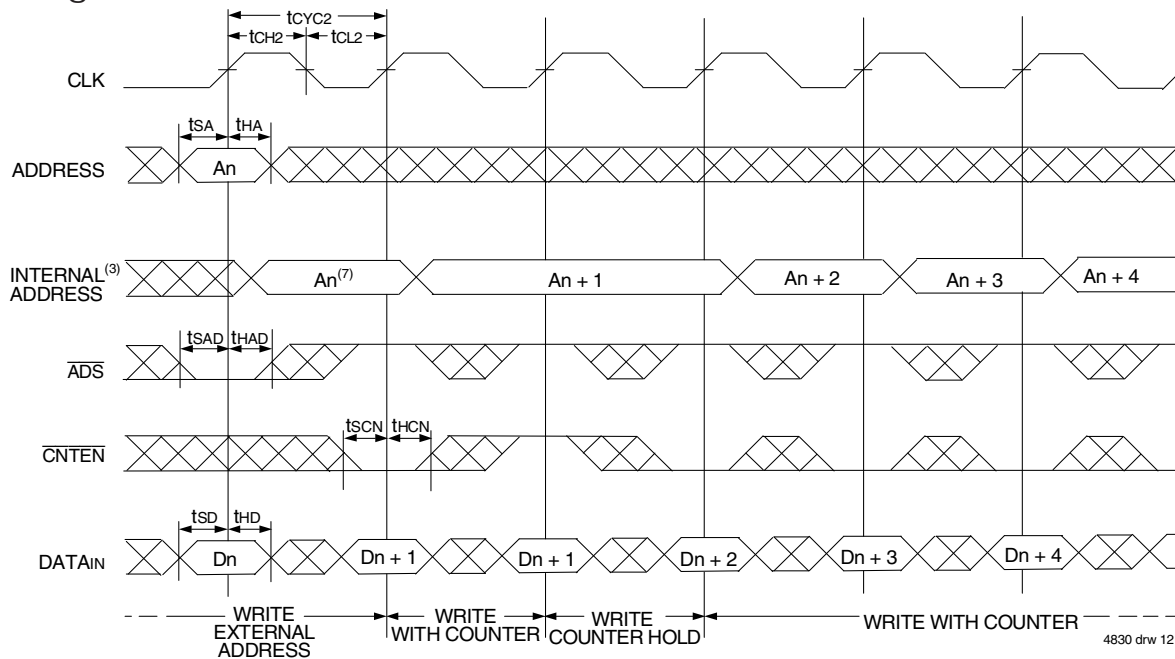 tCYC2
tCH2 tCL2
CLK
tSA tHA
ADDRESS An
INTERNAL(3) ADDRESS An(7) An + 1 An + 2 An + 3 An + 4
tSAD tHAD
ADS
tSCN tHCN
CNTEN
tSD tHD
DATAIN Dn Dn + 1 Dn + 1 Dn + 2 Dn + 3 Dn + 4
WRITE EXTERNAL ADDRESS
WRITE WITH COUNTER
WRITE COUNTER HOLD
WRITE WITH COUNTER
4830 drw 12